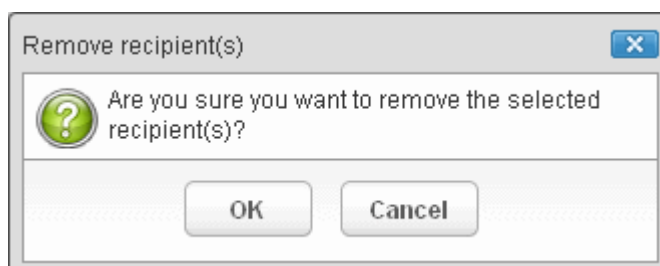 Remove recipient(s)
Are you sure you want to remove the selected
recipient(s)?
OK Cancel